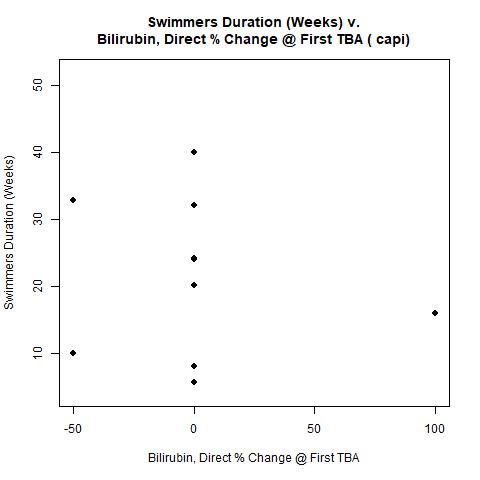 Swimmers Duration (Weeks) v.
Bilirubin, Direct % Change @ First TBA ( capi)
Swimmers Duration (Weeks)
50
40
30
20
10
-50
0
50
100
Bilirubin, Direct % Change @ First TBA